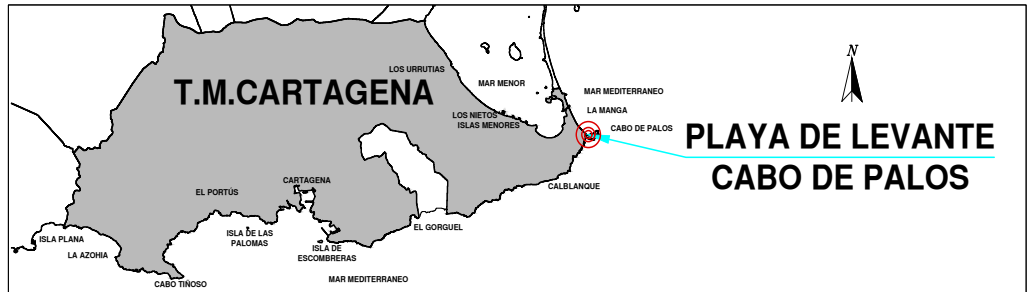 LOS URRUTIAS
T.M.CARTAGENA
MAR MENOR
MAR MEDITERRANEO
LA MANGA
LOS NIETOS
ISLAS MENORES
CABO DE PALOS
N
PLAYA DE LEVANTE
CABO DE PALOS
CARTAGENA
EL PORTÚS
CALBLANQUE
EL GORGUEL
ISLA DE LAS
PALOMAS
ISLA PLANA
LA AZOHIA
ISLA DE
ESCOMBRERAS
CABO TIÑOSO
MAR MEDITERRANEO